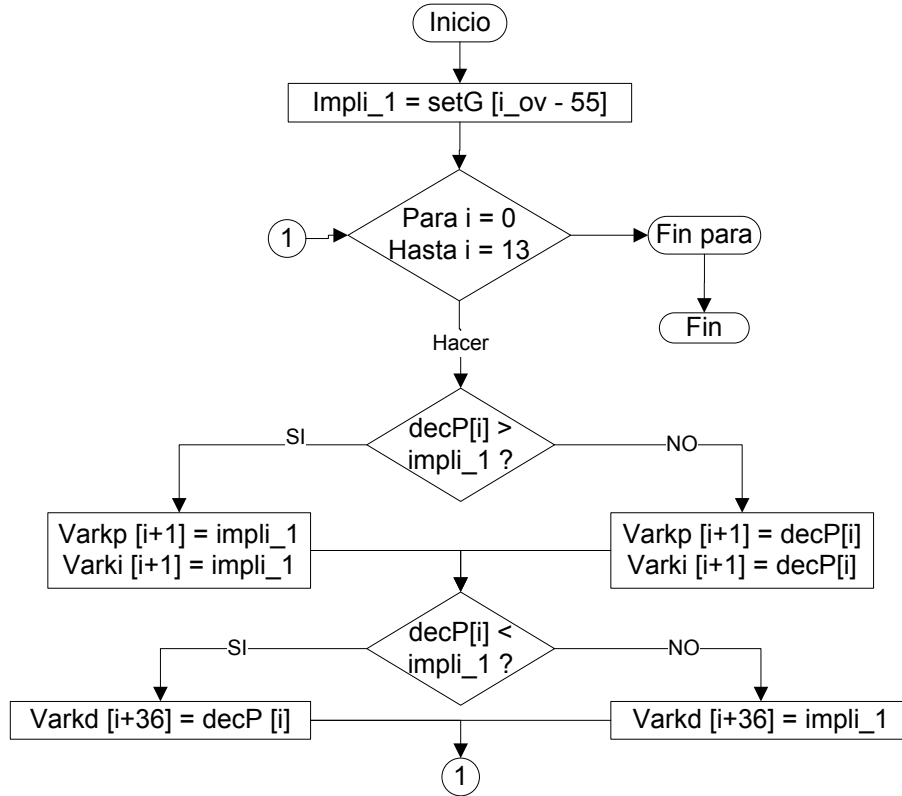 Inicio
Impli_1 = setG [i_ov - 55]
Para i = 0
Hasta i = 13
1
Fin para
Fin
Hacer
decP[i] >
impli_1 ?
SI
NO
Varkp [i+1] = impli_1
Varki [i+1] = impli_1
Varkp [i+1] = decP[i]
Varki [i+1] = decP[i]
decP[i] <
impli_1 ?
SI
NO
Varkd [i+36] = decP [i]
Varkd [i+36] = impli_1
1